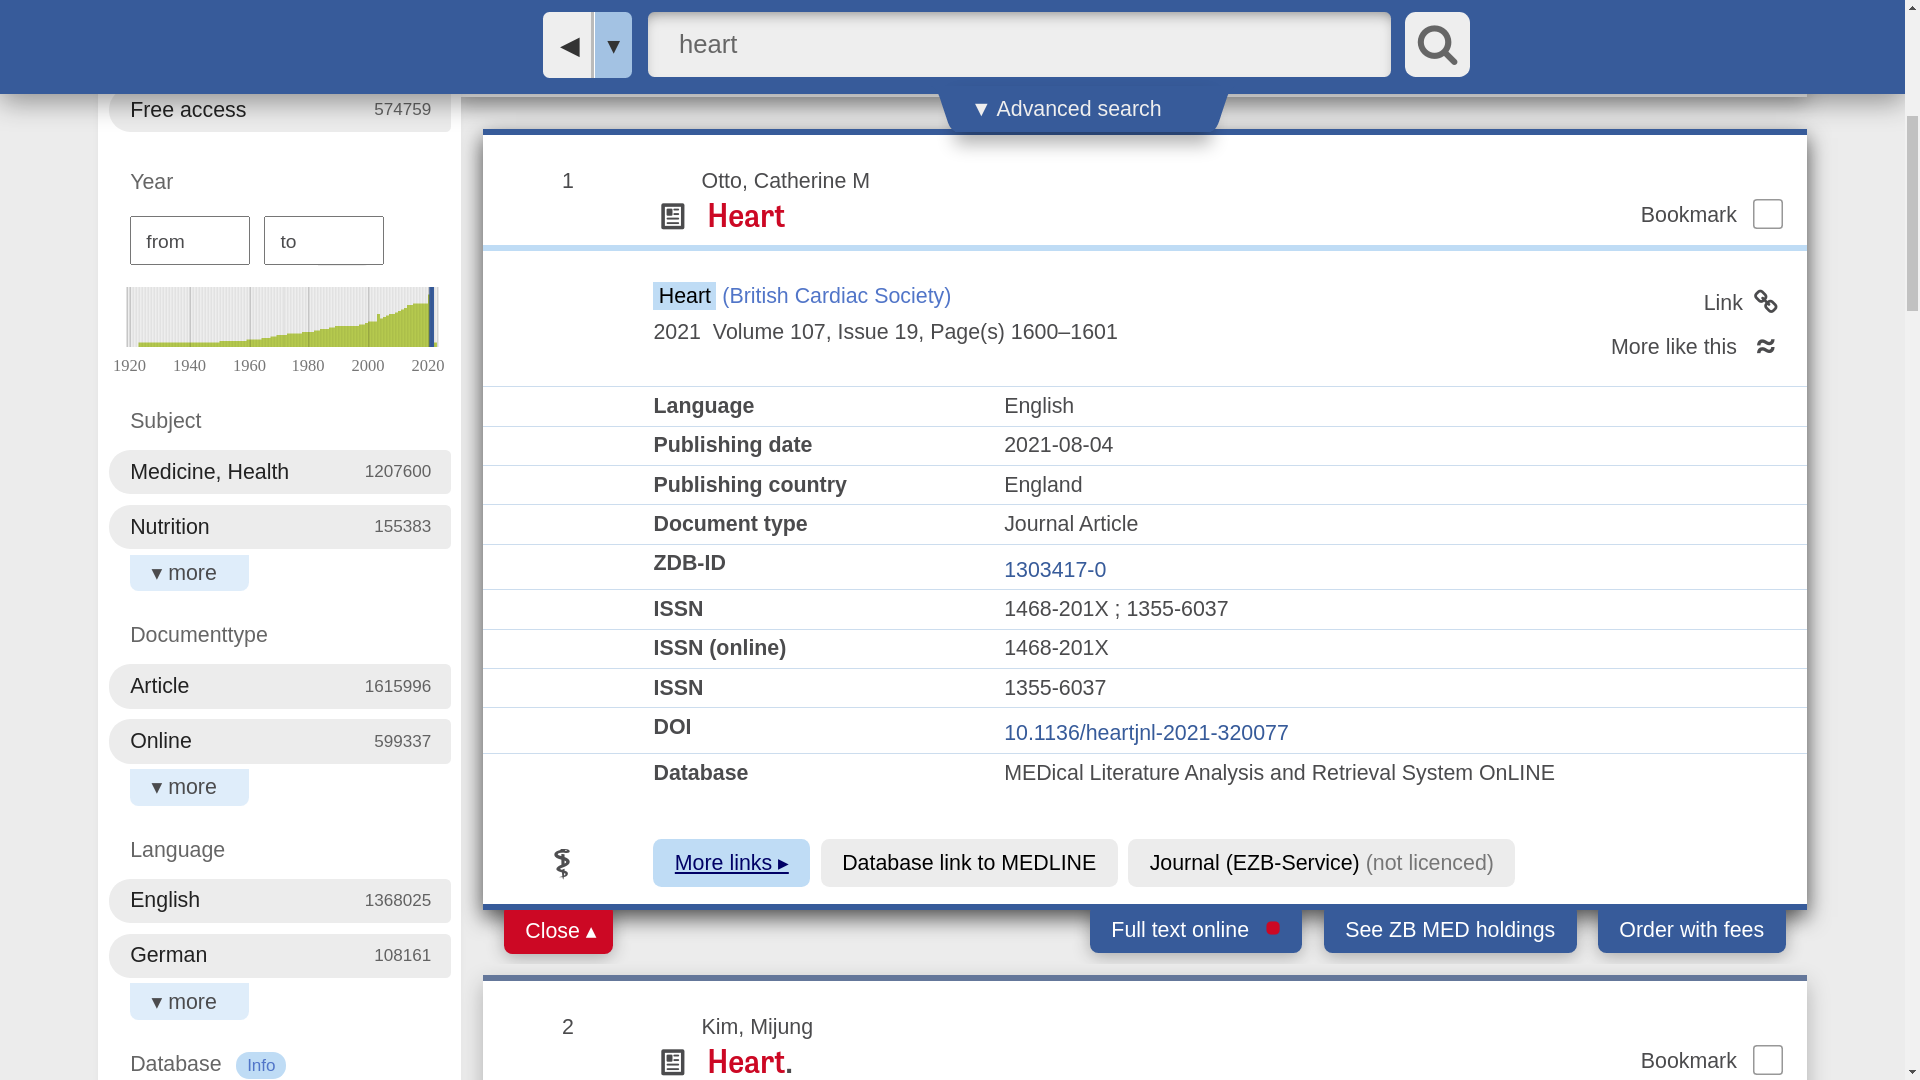 ◀ ▼ heart
▼ Advanced search
Free access 574759
Year
from to
1920 1940 1960 1980 2000 2020
Subject
Medicine, Health 1207600
Nutrition 155383
▾ more
Documenttype
Article 1615996
Online 599337
▾ more
Language
English 1368025
German 108161
▾ more
Database Info
1 Otto, Catherine M
Heart
Bookmark
Heart (British Cardiac Society)
2021 Volume 107, Issue 19, Page(s) 1600–1601
Link
More like this
Language English
Publishing date 2021-08-04
Publishing country England
Document type Journal Article
ZDB-ID 1303417-0
ISSN 1468-201X ; 1355-6037
ISSN (online) 1468-201X
ISSN 1355-6037
DOI 10.1136/heartjnl-2021-320077
Database MEDical Literature Analysis and Retrieval System OnLINE
More links ▸ Database link to MEDLINE Journal (EZB-Service) (not licenced)
Close ▴ Full text online See ZB MED holdings Order with fees
2 Kim, Mijung
Heart.
Bookmark